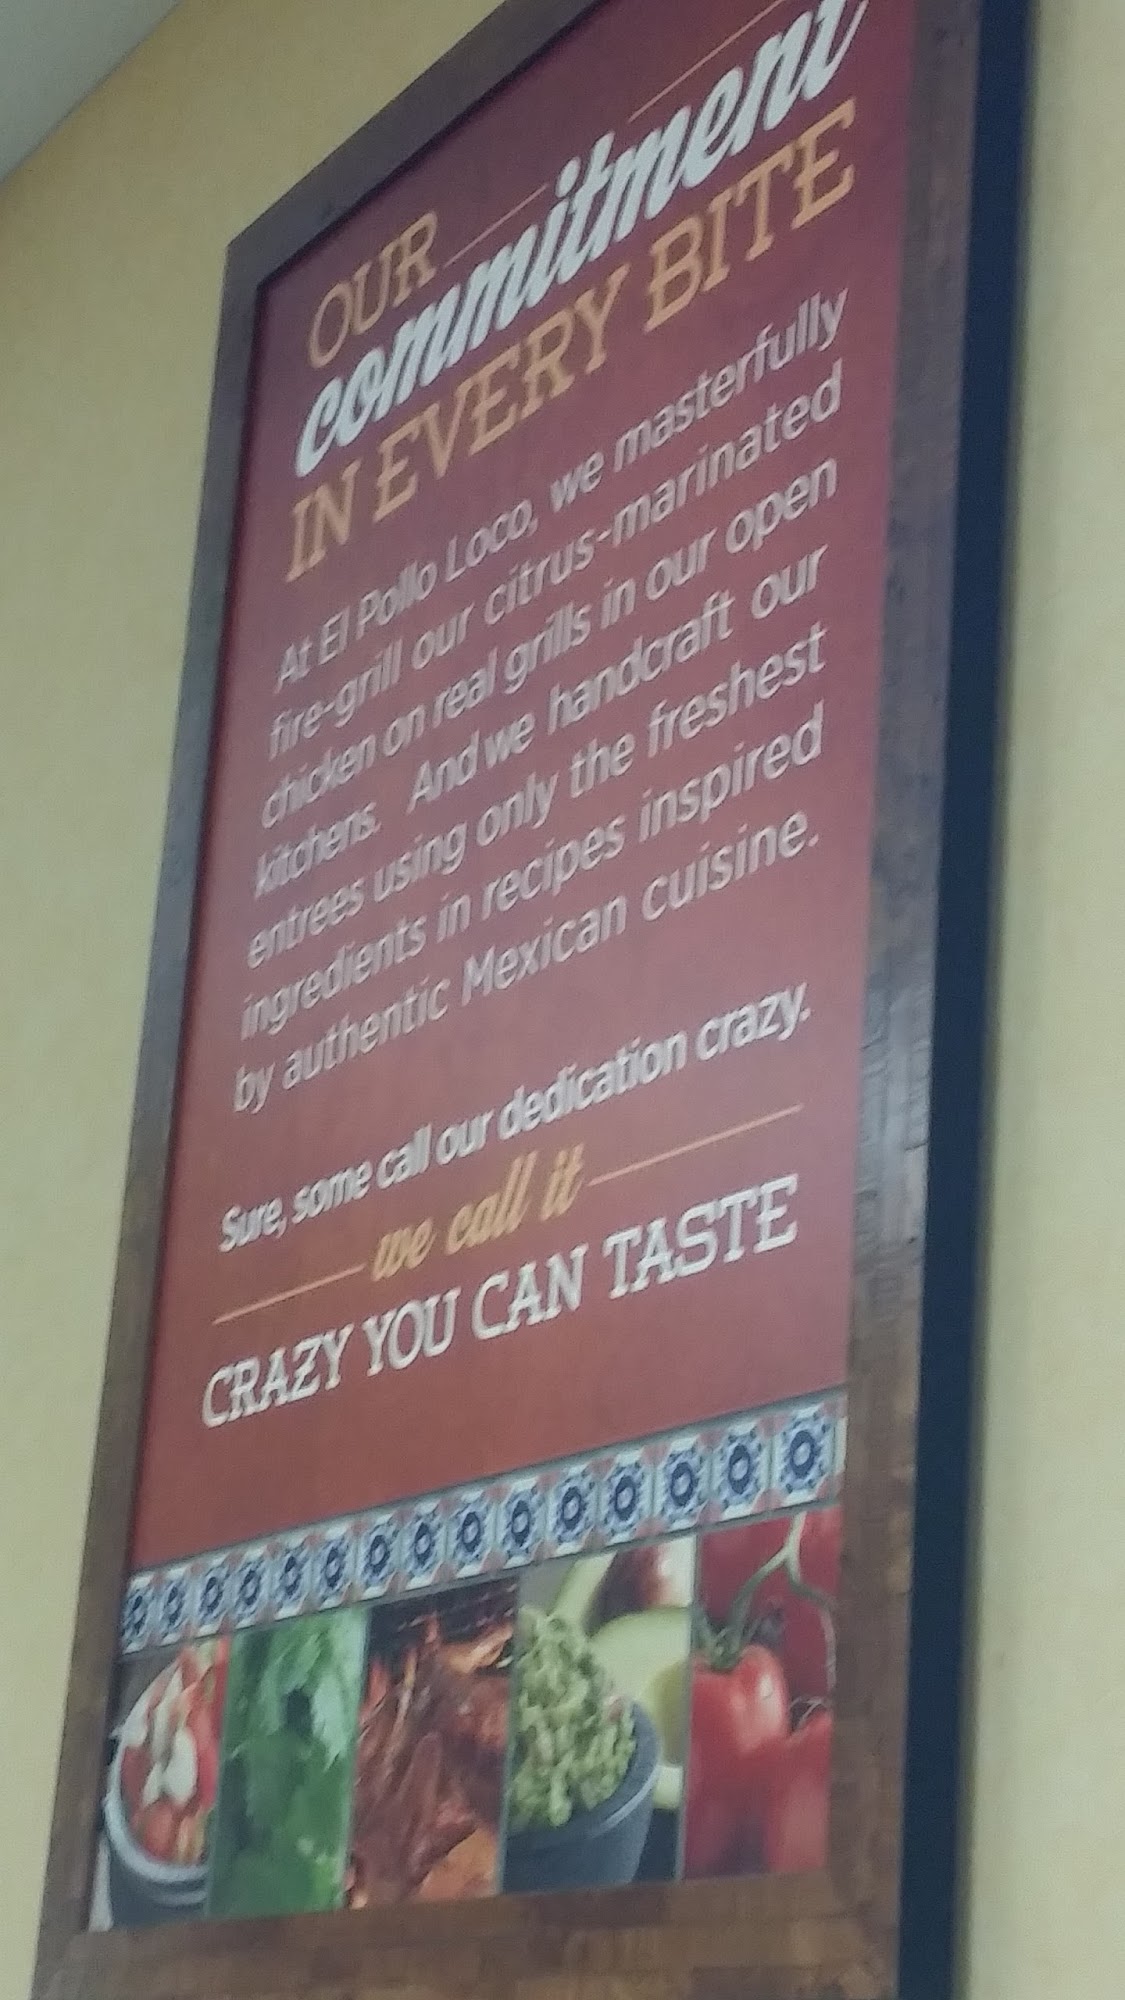 OUR
commitment
IN EVERY BITE
At El Pollo Loco, we masterfully
fire-grill our citrus-marinated
chicken on real grills in our open
kitchens. And we handcraft our
entrees using only the freshest
ingredients in recipes inspired
by authentic Mexican cuisine.
Sure, some call our dedication crazy.
we call it
CRAZY YOU CAN TASTE